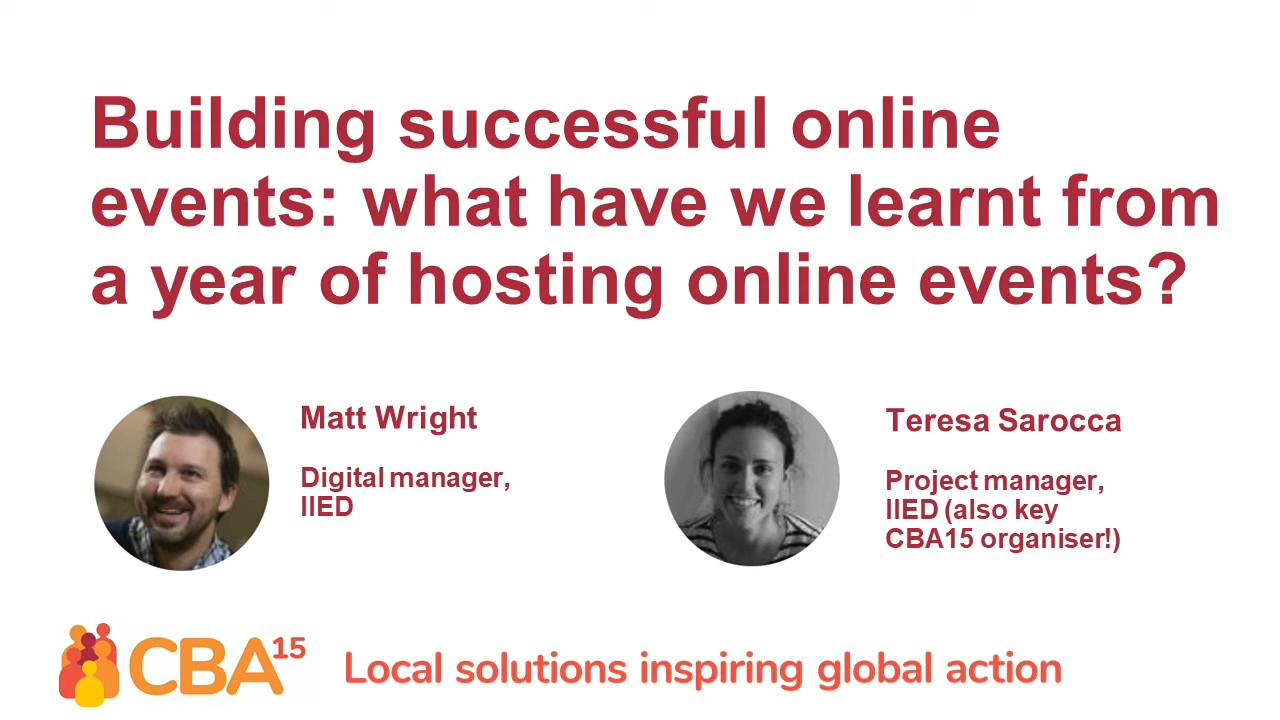 Building successful online
events: what have we learnt from
a year of hosting online events?
Matt Wright
Digital manager,
IIED
Teresa Sarocca
Project manager,
IIED (also key
CBA15 organiser!)
CBA15
Local solutions inspiring global action